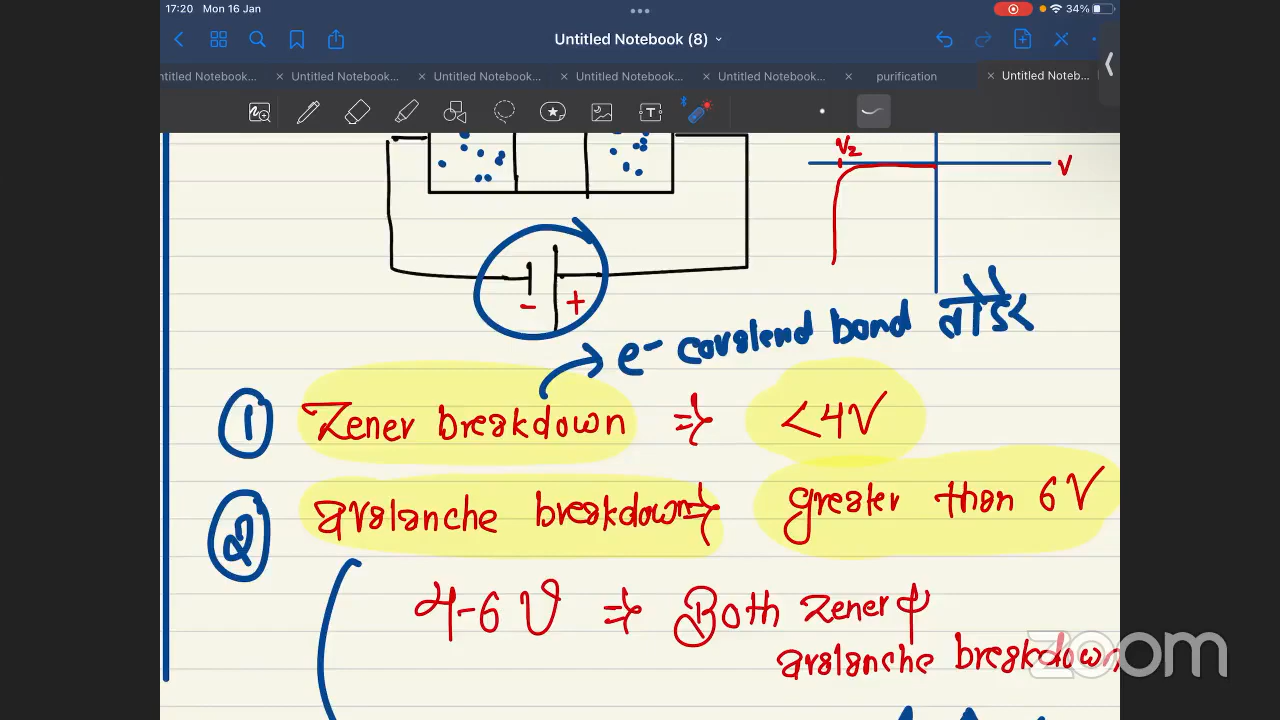 17:20 Mon 16 Jan
34%
Untitled Notebook (8)
ntitled Notebook... Untitled Notebook... Untitled Notebook... Untitled Notebook... Untitled Notebook... purification Untitled Noteb...
T
Vz
V
- +
e- covalend bond
① Zener breakdown ⇒ <4V
② avalanche breakdown ⇒ greater than 6V
4-6 V ⇒ Both zener &
avalanche breakdown
zoom